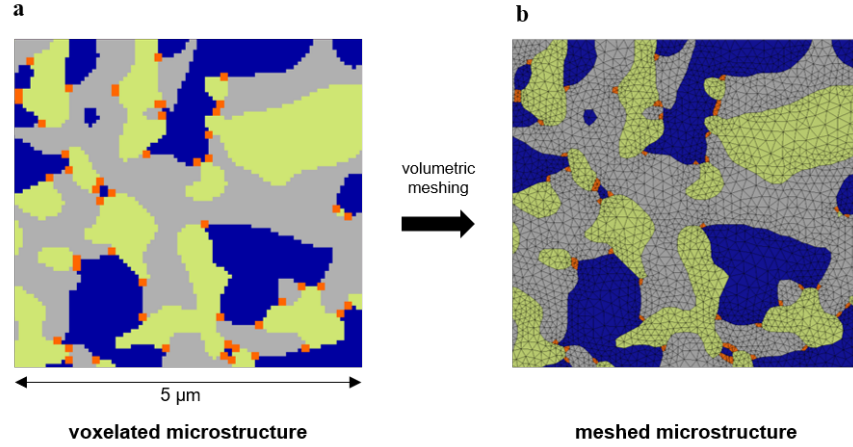 a
b
volumetric
meshing
5 μm
voxelated microstructure
meshed microstructure